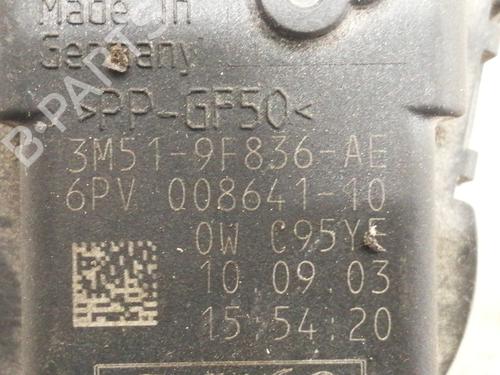 Made in
Germany
>PP-GF50<
3M51-9F836-AE
6PV 008641-10
0W C95YE
10.09.03
15:54:20
B-PARTS